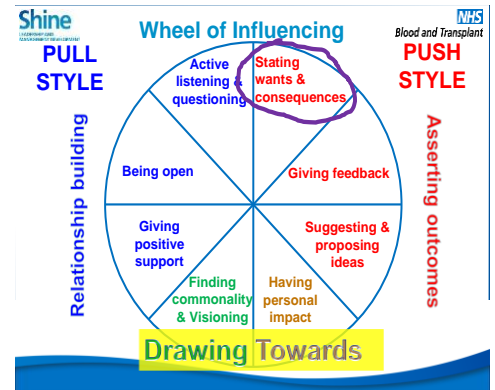 Shine
Wheel of Influencing
NHS
Blood and Transplant
PULL
STYLE
PUSH
STYLE
Active
listening &
questioning
Stating
wants &
consequences
Relationship building
Asserting outcomes
Being open
Giving feedback
Giving
positive
support
Suggesting &
proposing
ideas
Finding
commonality
& Visioning
Having
personal
impact
Drawing Towards